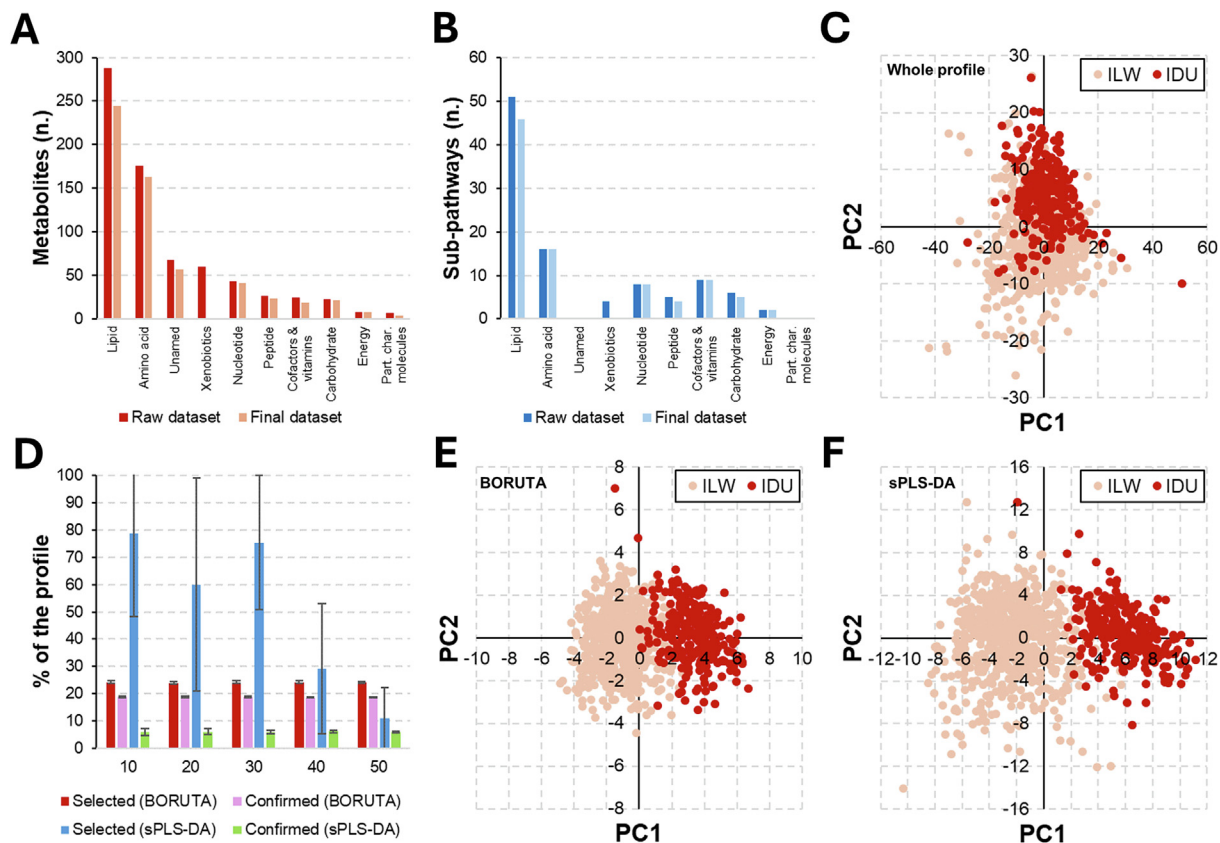 A
Metabolites (n.)
300
250
200
150
100
50
0
Lipid
Amino acid
Unamed
Xenobiotics
Nucleotide
Peptide
Cofactors &
vitamins
Carbohydrate
Energy
Part. char.
molecules
Raw dataset
Final dataset
B
Sub-pathways (n.)
60
50
40
30
20
10
0
Lipid
Amino acid
Unamed
Xenobiotics
Nucleotide
Peptide
Cofactors &
vitamins
Carbohydrate
Energy
Part. char.
molecules
Raw dataset
Final dataset
C
Whole profile
ILW IDU
PC2
30
20
10
0
-10
-20
-30
-60 -40 -20 0 20 40 60
PC1
D
% of the profile
100
90
80
70
60
50
40
30
20
10
0
10 20 30 40 50
Selected (BORUTA) Confirmed (BORUTA)
Selected (sPLS-DA) Confirmed (sPLS-DA)
E
BORUTA
ILW IDU
PC2
8
6
4
2
0
-2
-4
-6
-8
-10 -8 -6 -4 -2 0 2 4 6 8 10
PC1
F
sPLS-DA
ILW IDU
PC2
16
12
8
4
0
-4
-8
-12
-16
-12 -10 -8 -6 -4 -2 0 2 4 6 8 10 12
PC1